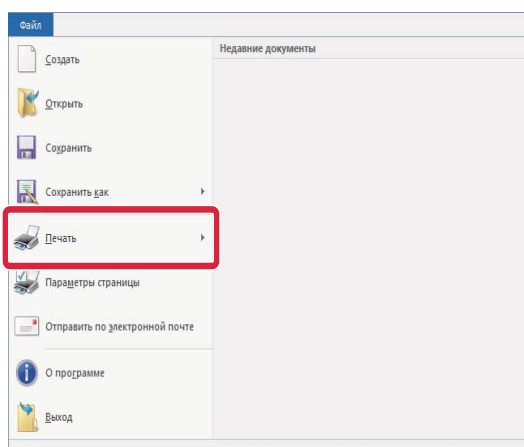 Файл
Недавние документы
Создать
Открыть
Сохранить
Сохранить как
Печать
Параметры страницы
Отправить по электронной почте
О программе
Выход